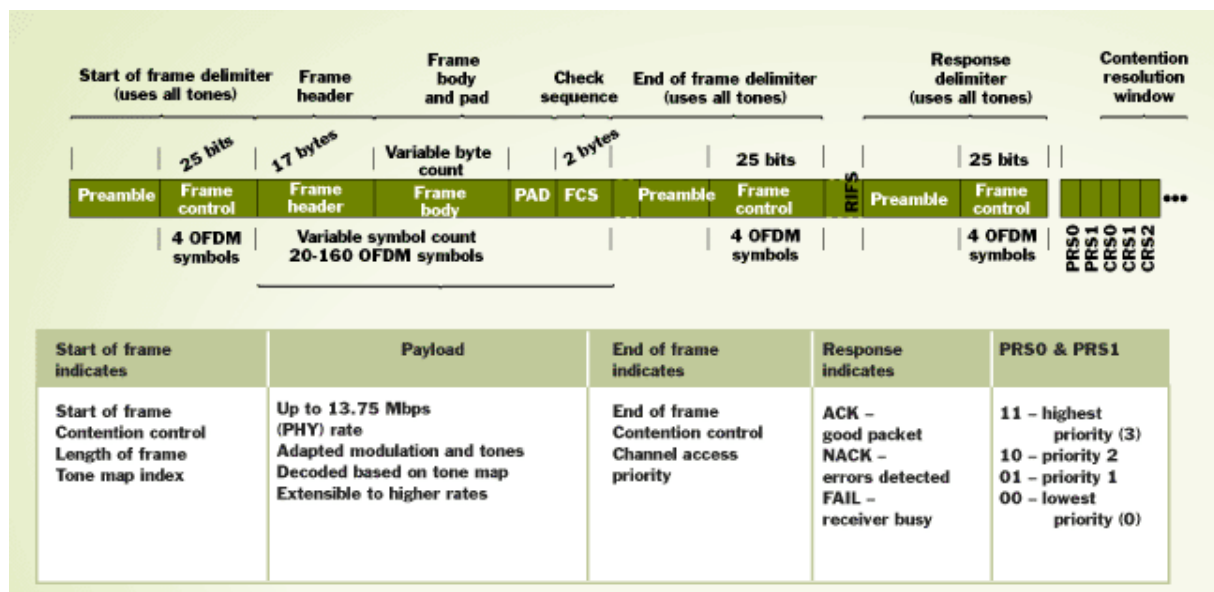 Start of frame delimiter
(uses all tones)
Frame
header
Frame
body
and pad
Check
sequence
End of frame delimiter
(uses all tones)
Response
delimiter
(uses all tones)
Contention
resolution
window
25 bits
17 bytes
Variable byte
count
2 bytes
25 bits
25 bits
Preamble
Frame
control
Frame
header
Frame
body
PAD
FCS
Preamble
Frame
control
RIFS
Preamble
Frame
control
•••
4 OFDM
symbols
Variable symbol count
20-160 OFDM symbols
4 OFDM
symbols
4 OFDM
symbols
PRS0
PRS1
CRS0
CRS1
CRS2
Start of frame
indicates
Payload
End of frame
indicates
Response
indicates
PRS0 & PRS1
Start of frame
Contention control
Length of frame
Tone map index
Up to 13.75 Mbps
(PHY) rate
Adapted modulation and tones
Decoded based on tone map
Extensible to higher rates
End of frame
Contention control
Channel access
priority
ACK –
good packet
NACK –
errors detected
FAIL –
receiver busy
11 – highest
priority (3)
10 – priority 2
01 – priority 1
00 – lowest
priority (0)